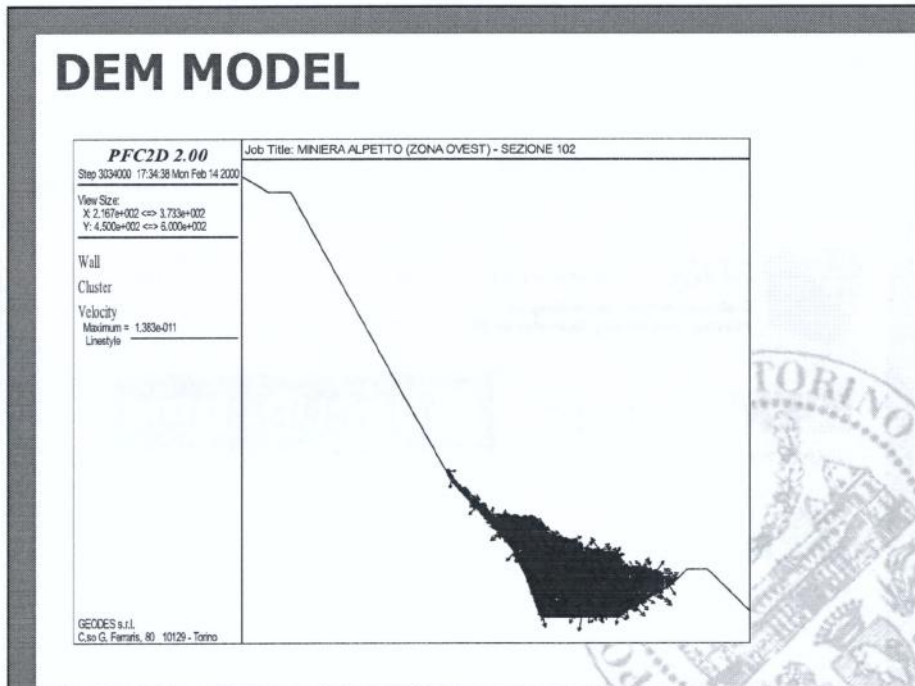 DEM MODEL
PFC2D 2.00
Step 3034000 17:34:38 Mon Feb 14 2000
View Size:
X: 2.167e+002 <=> 3.733e+002
Y: 4.500e+002 <=> 6.000e+002
Wall
Cluster
Velocity
Maximum = 1.383e-011
Linestyle
GEODES s.r.l.
C.so G. Ferraris, 80 10129 - Torino
Job Title: MINIERA ALPETTO (ZONA OVEST) - SEZIONE 102
TORINO
PO